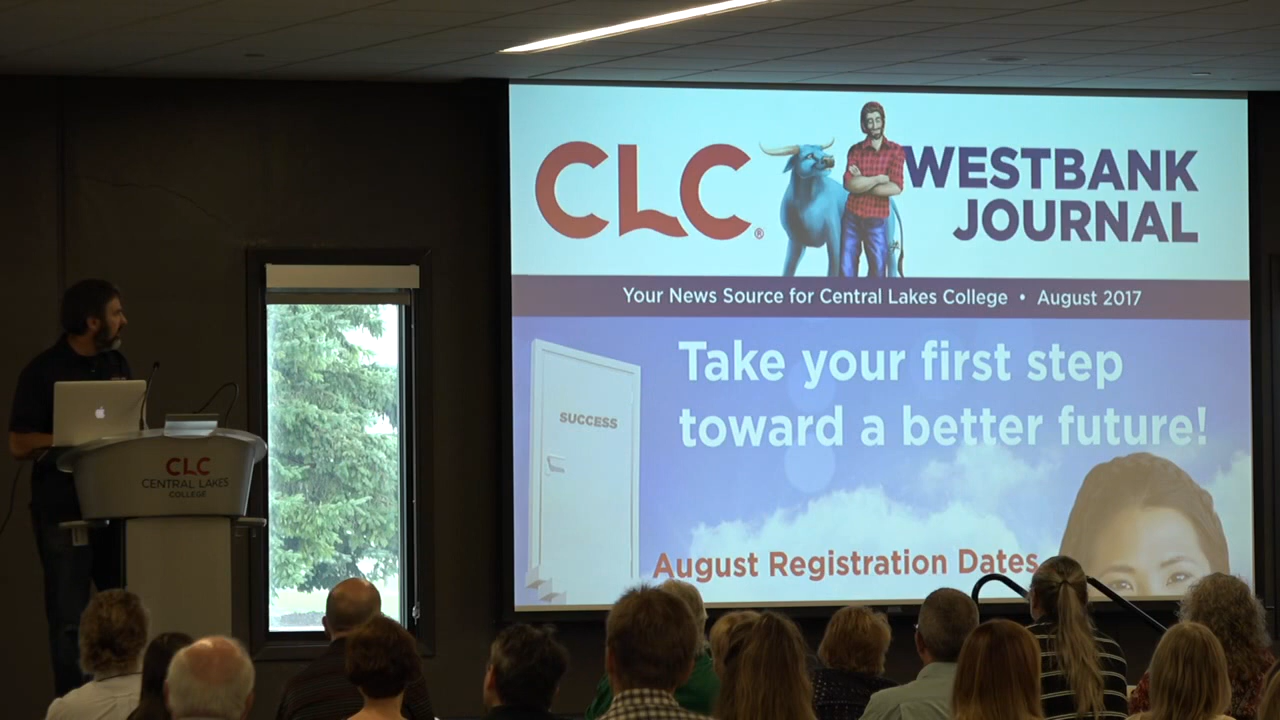 CLC®
WESTBANK
JOURNAL
Your News Source for Central Lakes College • August 2017
Take your first step
toward a better future!
SUCCESS
August Registration Dates
CLC
CENTRAL LAKES
COLLEGE